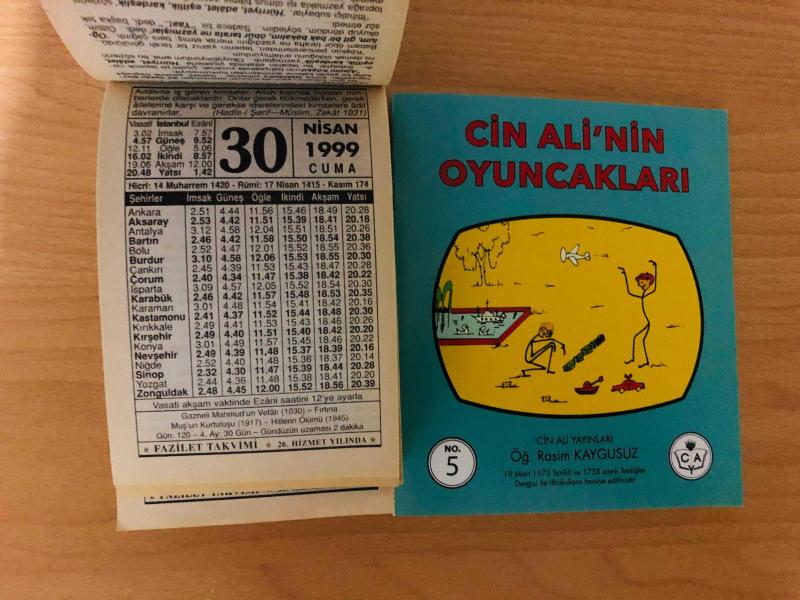 Adaletle iş gören kimseler, Allah katında nurdan min-
berlerde olacaklardır. Onlar gerek hükmederken, gerek
âilelerine karşı ve gerekse idarelerindeki kimselere âdil
davranırlar. (Hadîs-i Şerîf—Müslim, Zekât 1031)
Vasati İstanbul Ezânî
3.02 İmsak 7.57
4.57 Güneş 9.52
12.11 Öğle 5.06
16.02 İkindi 8.57
19.06 Akşam 12.00
20.48 Yatsı 1.42
30
NİSAN
1999
CUMA
Hicrî: 14 Muharrem 1420 - Rûmî: 17 Nisan 1415 - Kasım 174
Şehirler İmsak Güneş Öğle İkindi Akşam Yatsı
Ankara 2.51 4.44 11.56 15.46 18.49 20.28
Aksaray 2.53 4.42 11.51 15.39 18.41 20.18
Antalya 3.12 4.58 12.04 15.51 18.51 20.26
Bartın 2.46 4.42 11.58 15.50 18.54 20.38
Bolu 2.52 4.47 12.01 15.52 18.55 20.36
Burdur 3.10 4.58 12.06 15.53 18.55 20.30
Çankırı 2.45 4.39 11.53 15.43 18.47 20.28
Çorum 2.40 4.34 11.47 15.38 18.42 20.22
Isparta 3.09 4.57 12.05 15.52 18.54 20.30
Karabük 2.46 4.42 11.57 15.48 18.53 20.35
Karaman 3.01 4.48 11.54 15.41 18.42 20.16
Kastamonu 2.41 4.37 11.52 15.44 18.48 20.30
Kırıkkale 2.49 4.41 11.53 15.43 18.46 20.26
Kırşehir 2.49 4.40 11.51 15.40 18.42 20.20
Konya 3.01 4.49 11.57 15.45 18.46 20.22
Nevşehir 2.49 4.39 11.48 15.37 18.39 20.16
Niğde 2.52 4.40 11.48 15.36 18.37 20.14
Sinop 2.32 4.30 11.47 15.39 18.44 20.28
Yozgat 2.44 4.36 11.48 15.38 18.41 20.20
Zonguldak 2.48 4.45 12.00 15.52 18.56 20.39
Vasati akşam vaktinde Ezânî saatini 12'ye ayarla
Gazneli Mahmud'un Vefâtı (1030) – Fırtına
Muş'un Kurtuluşu (1917) – Hitlerin Ölümü (1945)
Gün: 120 – 4. Ay: 30 Gün – Gündüzün uzaması 2 dakika
★ FAZİLET TAKVİMİ ★ 26. HİZMET YILINDA ★
CİN ALİ'NİN
OYUNCAKLARI
NO.
5
CİN ALİ YAYINLARI
Öğ. Rasim KAYGUSUZ
19 Mart 1973 Tarihli ve 1738 sayılı Tebliğler
Dergisi ile ilkokullara tavsiye edilmiştir
C A
Y